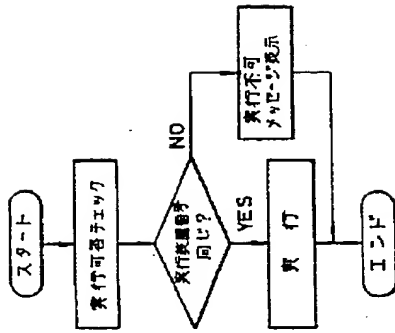 スタート
実行可否チェック
実行装置番号
同じ?
NO
YES
実行不可
メッセージ表示
実行
エンド